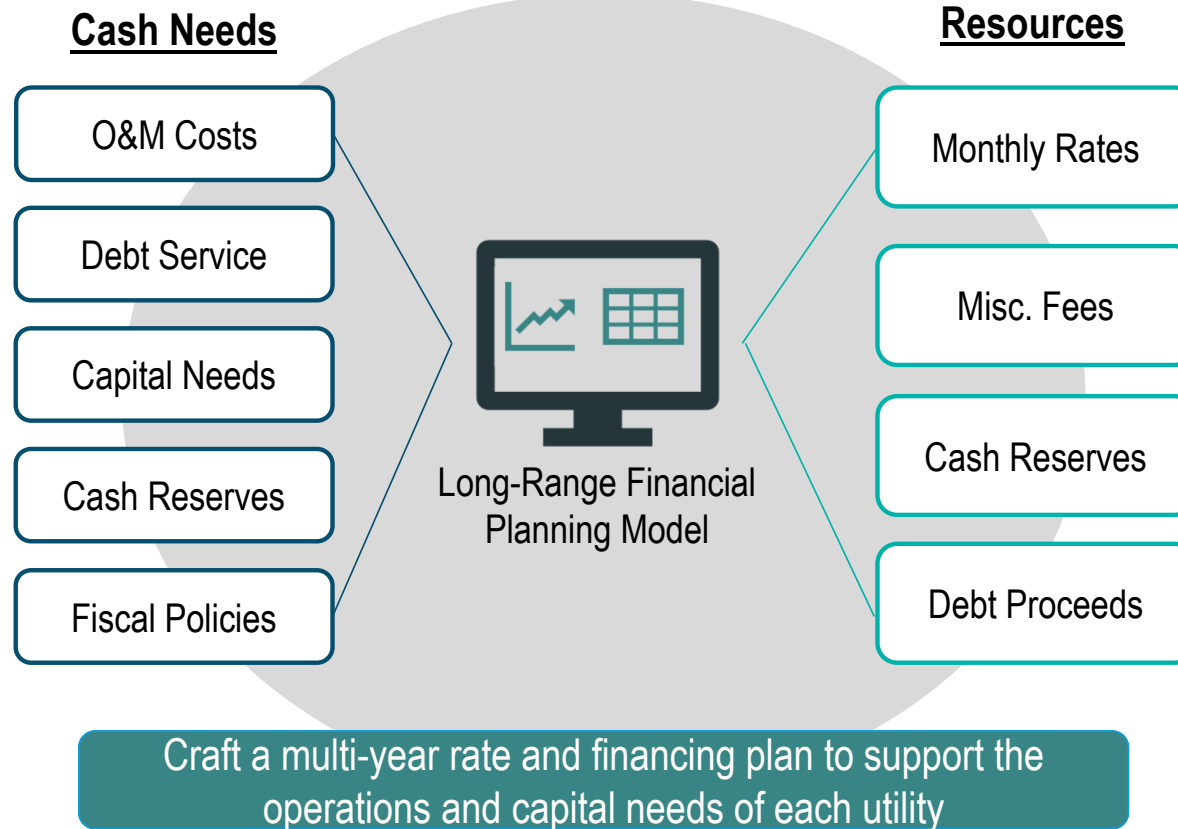 Cash Needs
O&M Costs
Debt Service
Capital Needs
Cash Reserves
Fiscal Policies
Long-Range Financial
Planning Model
Resources
Monthly Rates
Misc. Fees
Cash Reserves
Debt Proceeds
Craft a multi-year rate and financing plan to support the
operations and capital needs of each utility